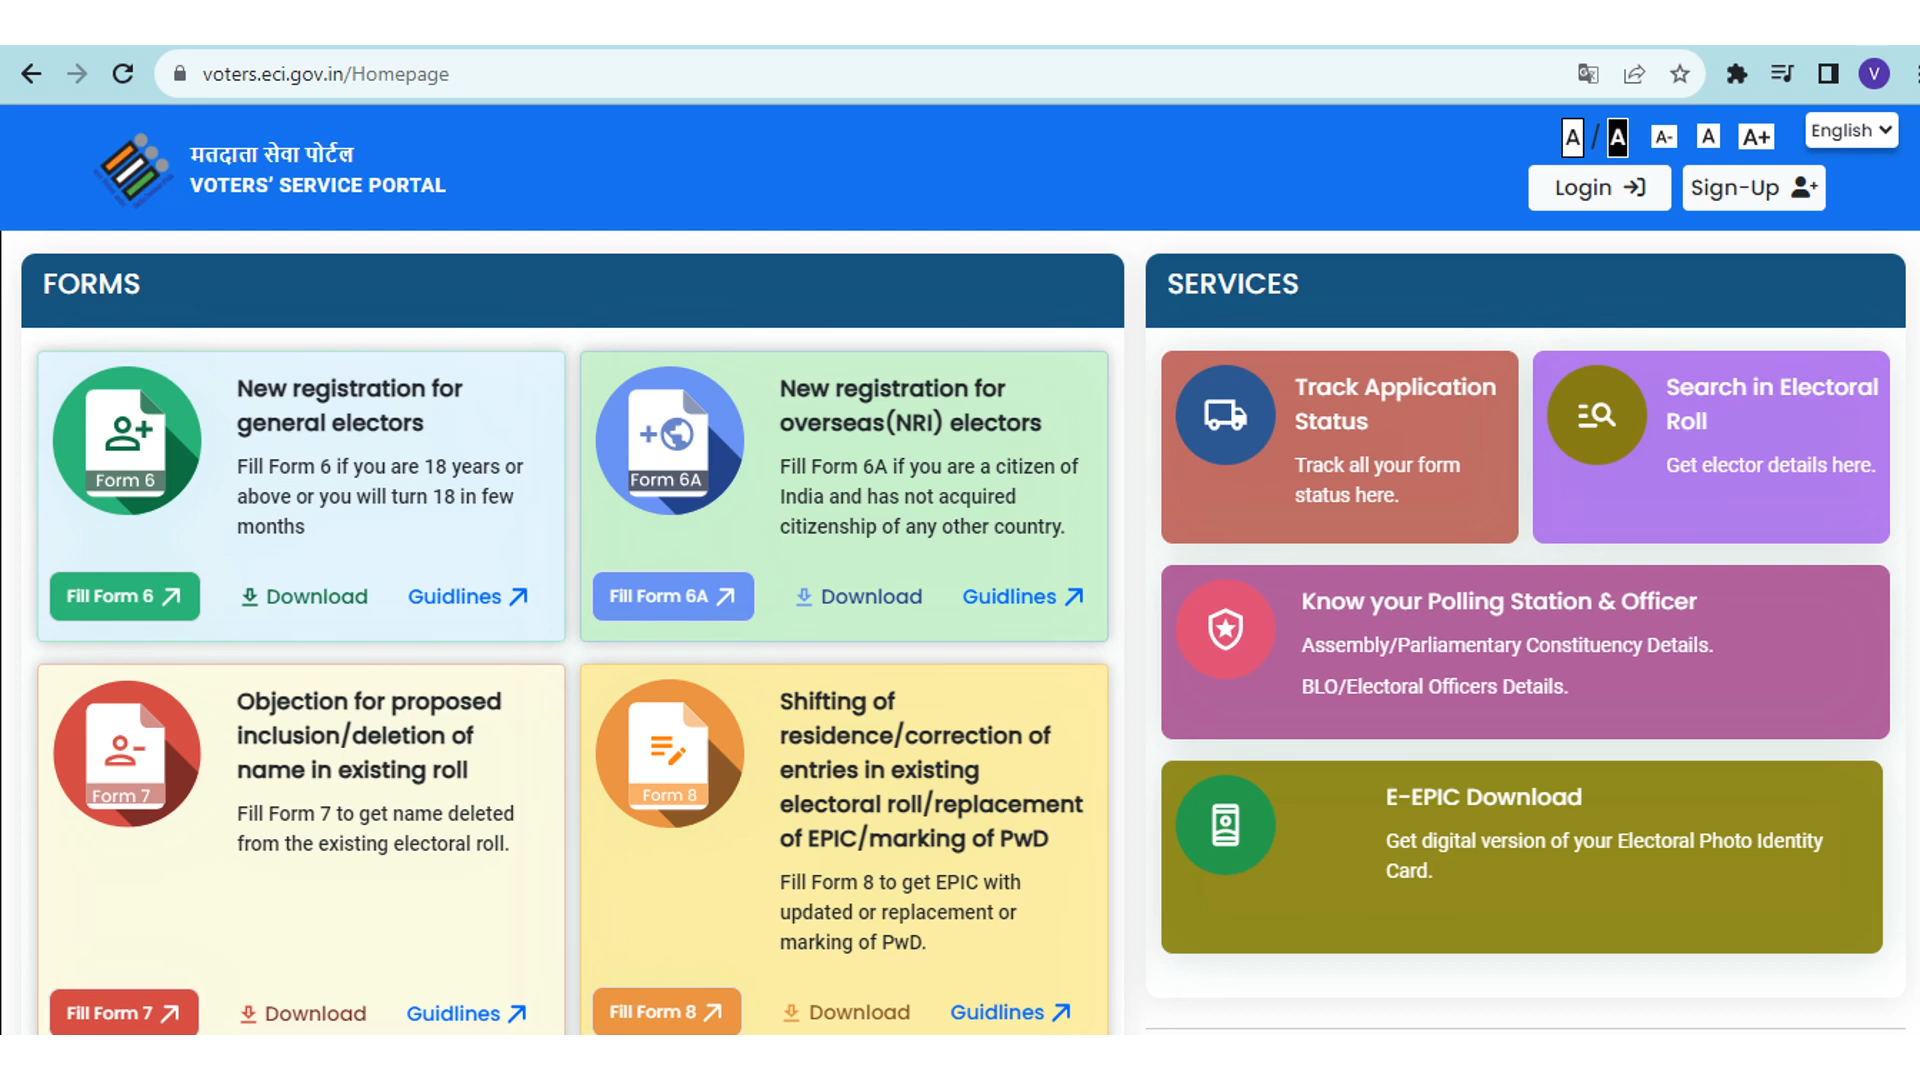 voters.eci.gov.in/Homepage
V
मतदाता सेवा पोर्टल
VOTERS’ SERVICE PORTAL
A / A A- A A+ English
Login Sign-Up
FORMS
New registration for
general electors
Fill Form 6 if you are 18 years or
above or you will turn 18 in few
months
Form 6
Fill Form 6 Download Guidlines
New registration for
overseas(NRI) electors
Fill Form 6A if you are a citizen of
India and has not acquired
citizenship of any other country.
Form 6A
Fill Form 6A Download Guidlines
Objection for proposed
inclusion/deletion of
name in existing roll
Fill Form 7 to get name deleted
from the existing electoral roll.
Form 7
Fill Form 7 Download Guidlines
Shifting of
residence/correction of
entries in existing
electoral roll/replacement
of EPIC/marking of PwD
Fill Form 8 to get EPIC with
updated or replacement or
marking of PwD.
Form 8
Fill Form 8 Download Guidlines
SERVICES
Track Application
Status
Track all your form
status here.
Search in Electoral
Roll
Get elector details here.
Know your Polling Station & Officer
Assembly/Parliamentary Constituency Details.
BLO/Electoral Officers Details.
E-EPIC Download
Get digital version of your Electoral Photo Identity
Card.